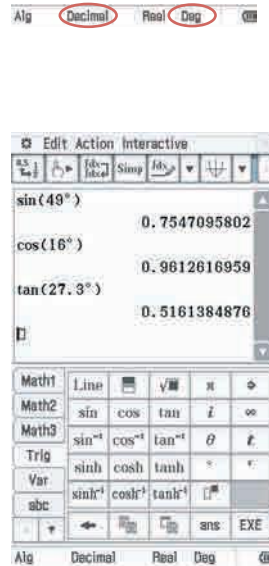 Alg Decimal Real Deg
Edit Action Interactive
Simp
sin(49°)
0.7547095802
cos(16°)
0.9612616959
tan(27.3°)
0.5161384876
Math1 Line √ π ⇒
Math2 sin cos tan i ∞
Math3 sin⁻¹ cos⁻¹ tan⁻¹ θ t
Trig sinh cosh tanh ° r
Var sinh⁻¹ cosh⁻¹ tanh⁻¹
abc
ans EXE
Alg Decimal Real Deg